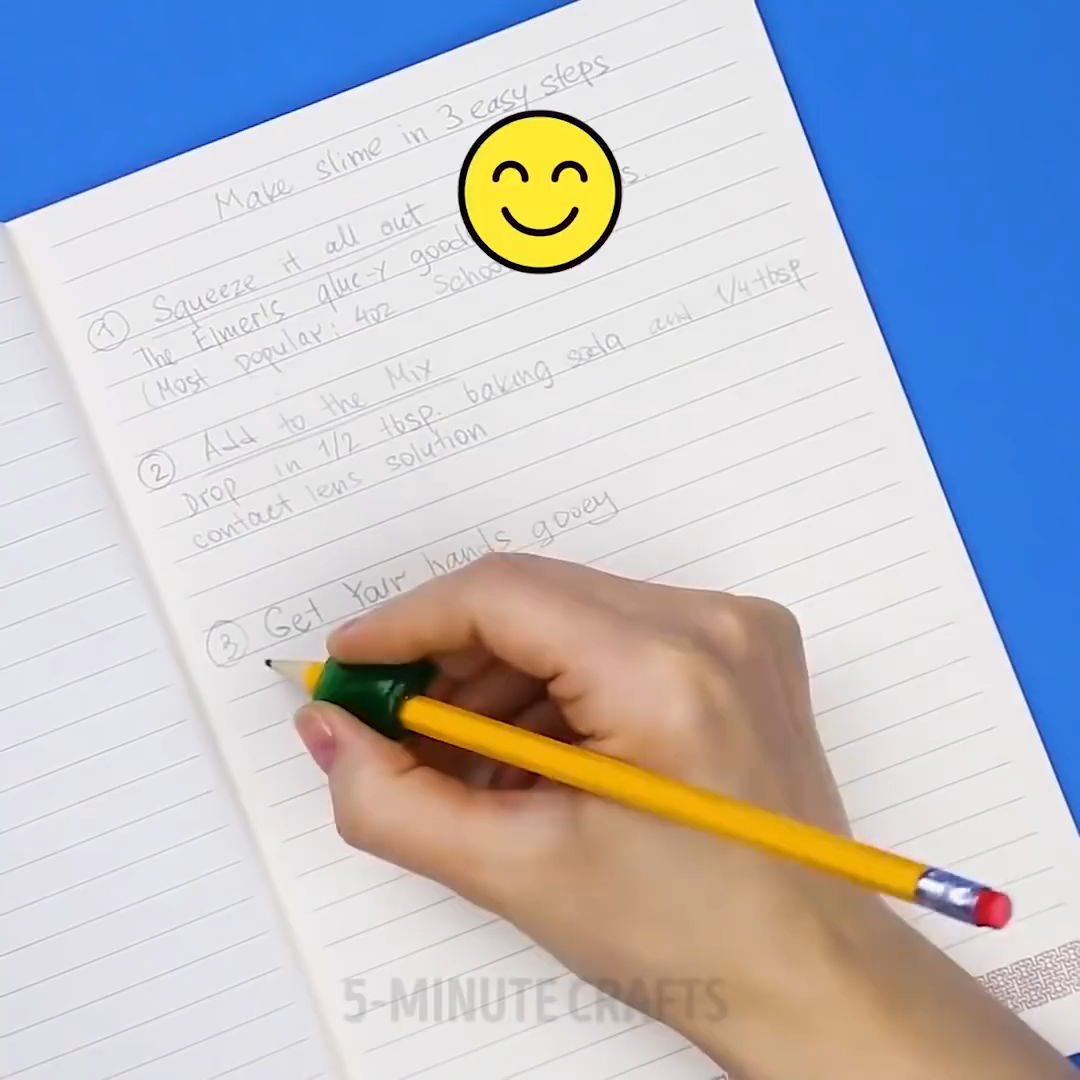 Make slime in 3 easy steps
① Squeeze it all out
The Elmer's glue-y
(Most popular: 4oz
② Add to the Mix
Drop in 1/2 tbsp. baking soda and 1/4 tbsp
contact lens solution
③ Get Your hands gooey
5-MINUTE CRAFTS